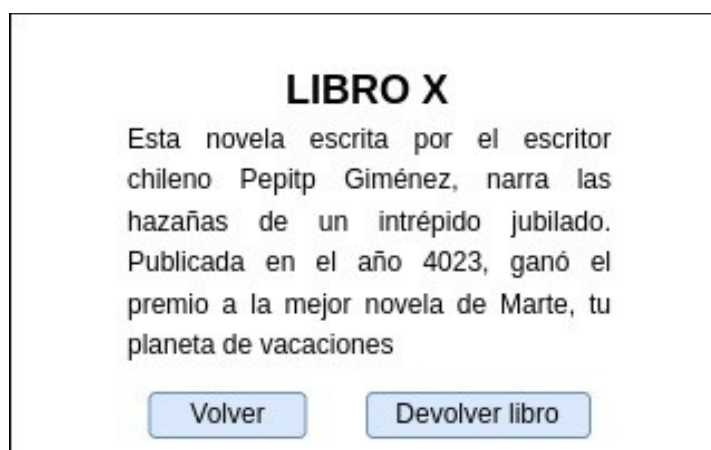 LIBRO X
Esta novela escrita por el escritor
chileno Pepitp Giménez, narra las
hazañas de un intrépido jubilado.
Publicada en el año 4023, ganó el
premio a la mejor novela de Marte, tu
planeta de vacaciones
Volver Devolver libro